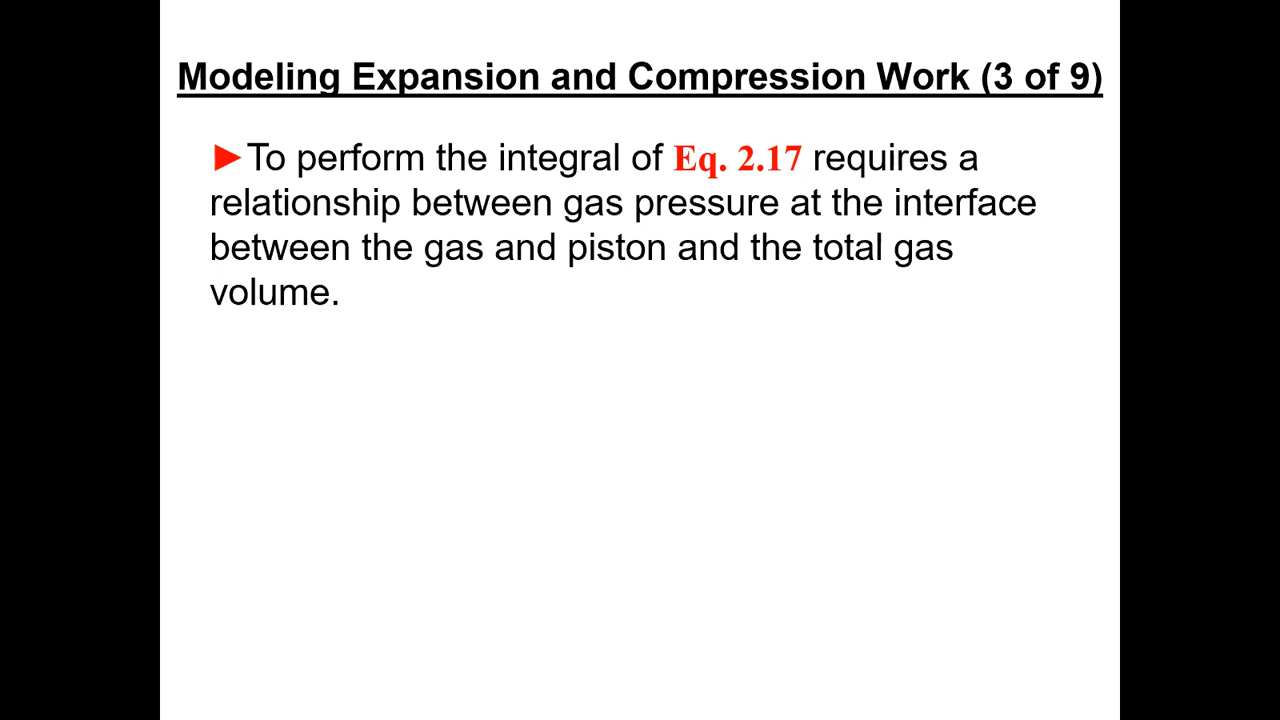 Modeling Expansion and Compression Work (3 of 9)
►To perform the integral of Eq. 2.17 requires a
relationship between gas pressure at the interface
between the gas and piston and the total gas
volume.